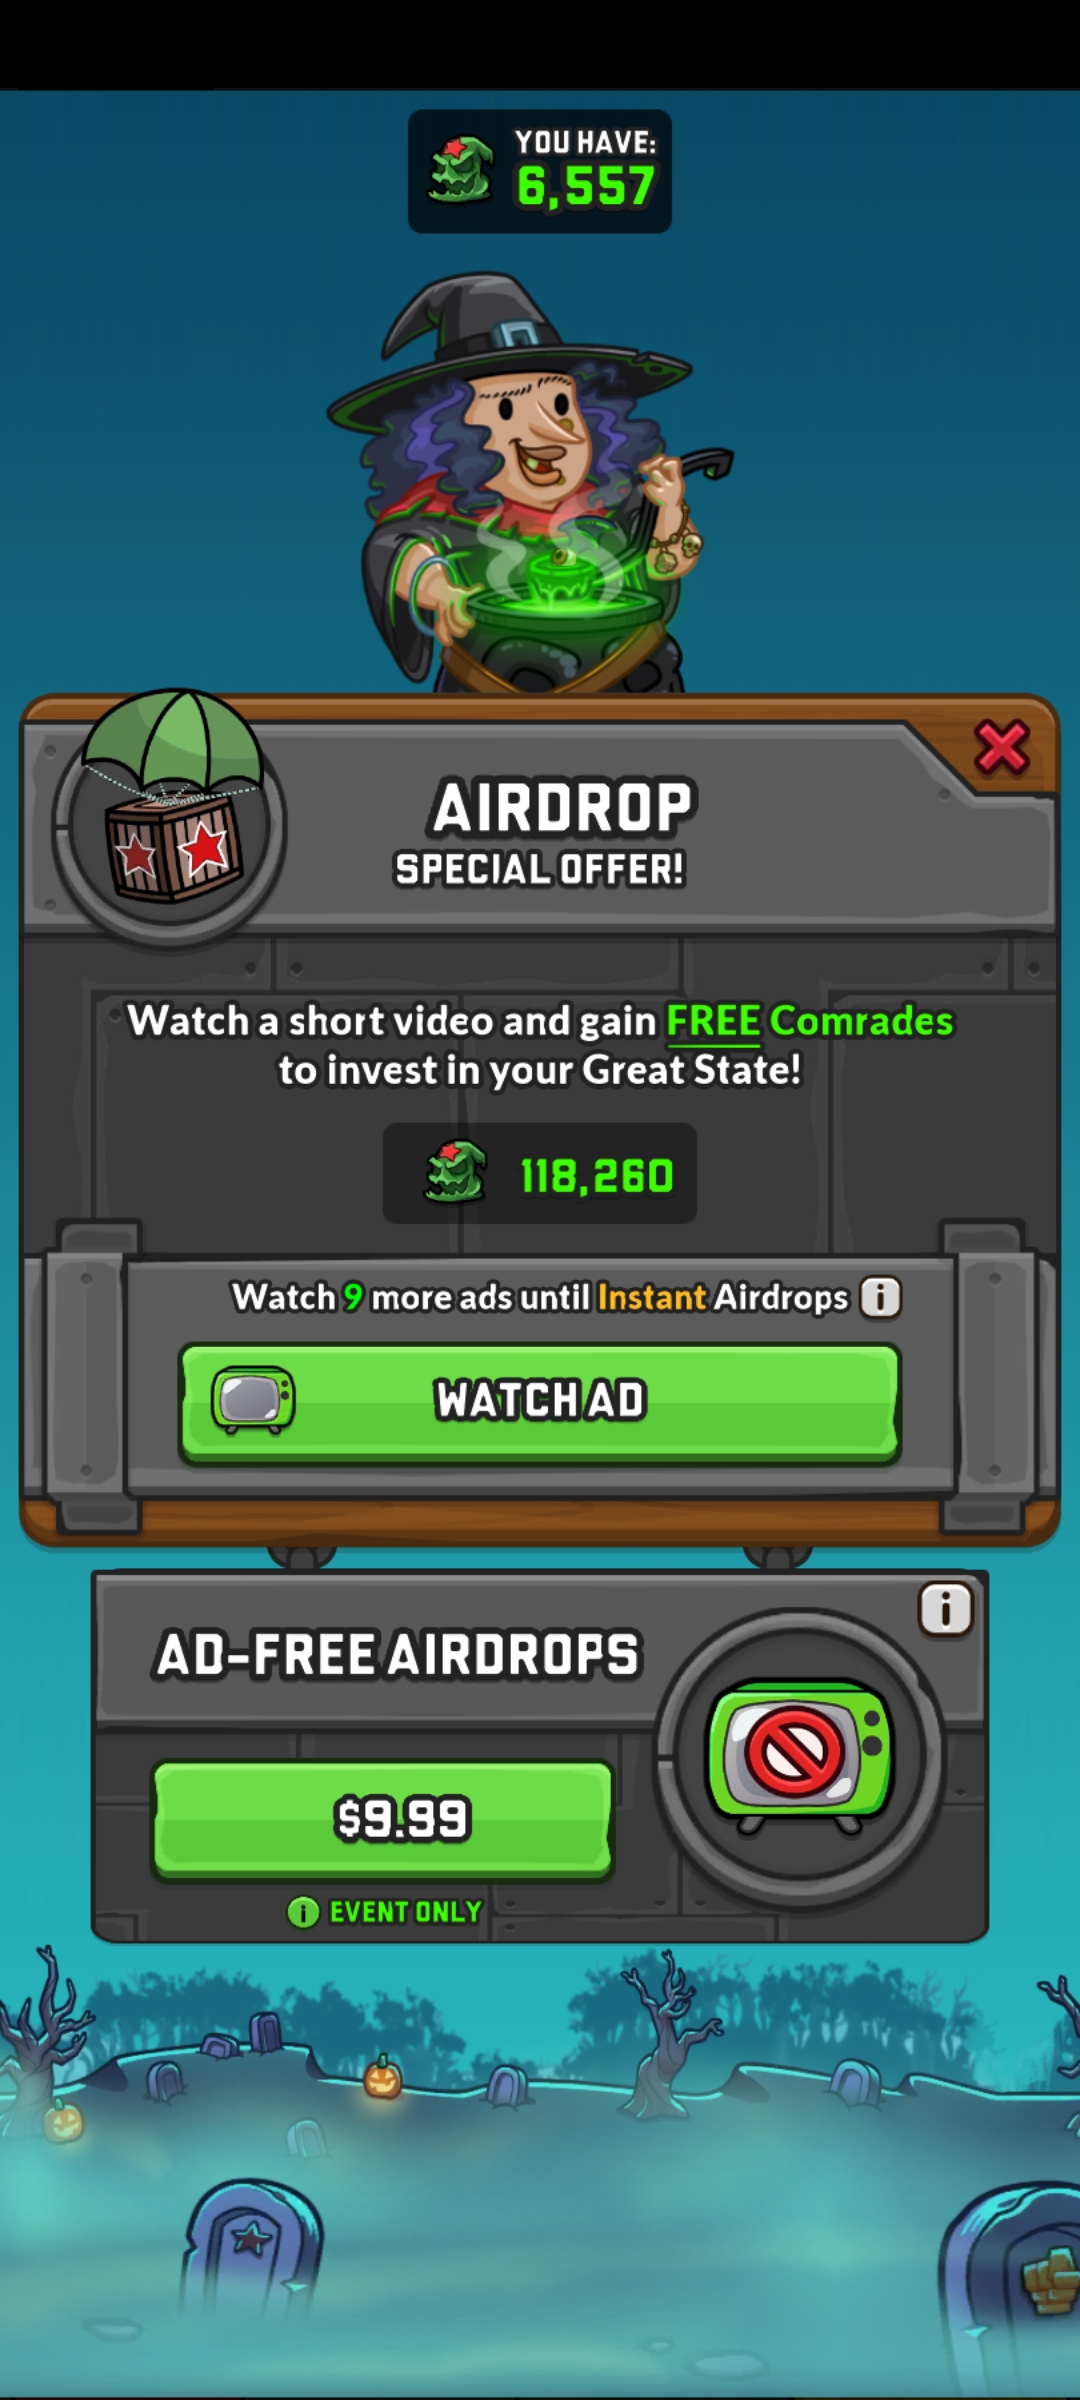 YOU HAVE:
6,557
AIRDROP
SPECIAL OFFER!
Watch a short video and gain FREE Comrades
to invest in your Great State!
118,260
Watch 9 more ads until Instant Airdrops i
WATCH AD
i
AD-FREE AIRDROPS
$9.99
i EVENT ONLY